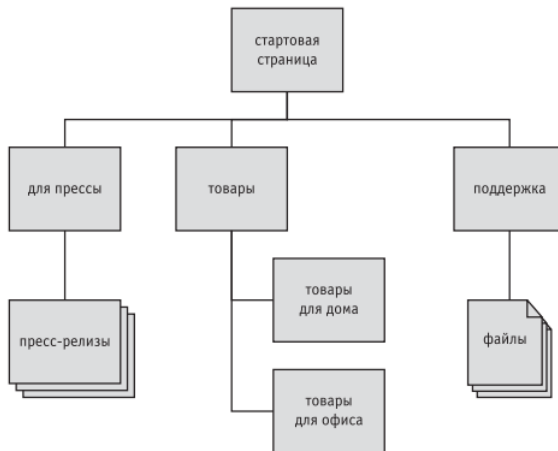 стартовая
страница
для прессы
товары
поддержка
товары
для дома
пресс-релизы
файлы
товары
для офиса